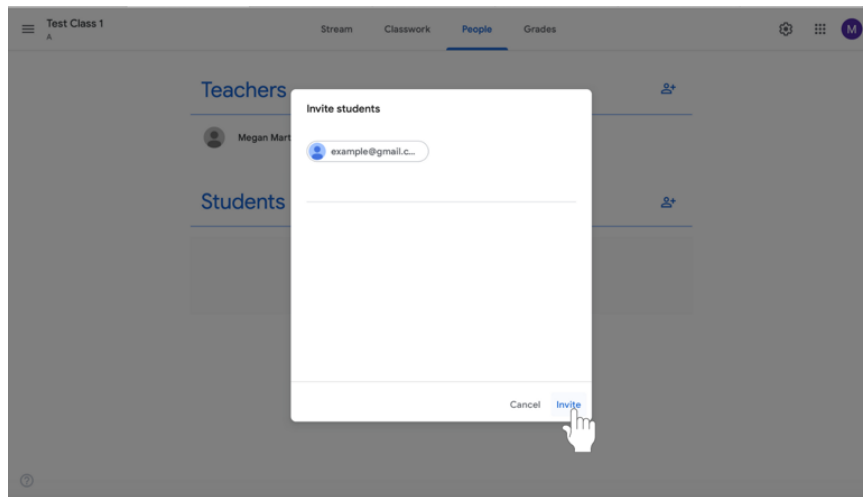 Test Class 1
A
Stream Classwork People Grades
M
Teachers
Megan Mart
Students
Invite students
example@gmail.c...
Cancel Invite